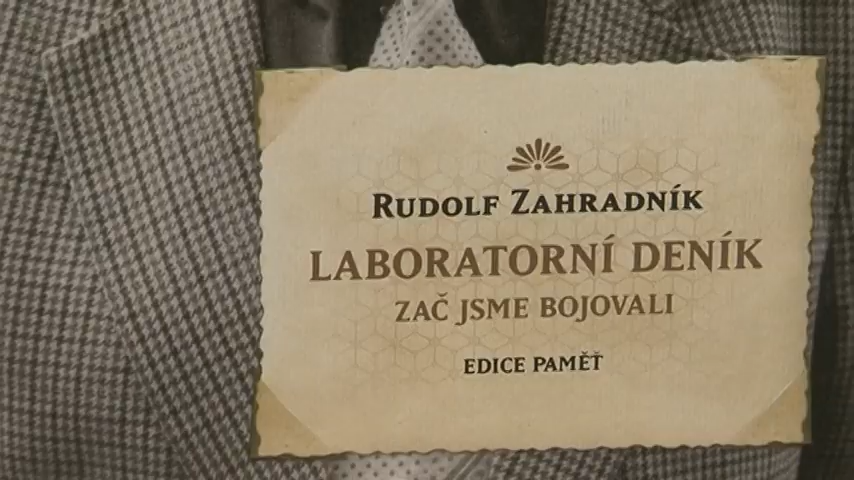 RUDOLF ZAHRADNÍK
LABORATORNÍ DENÍK
ZAČ JSME BOJOVALI
EDICE PAMĚŤ